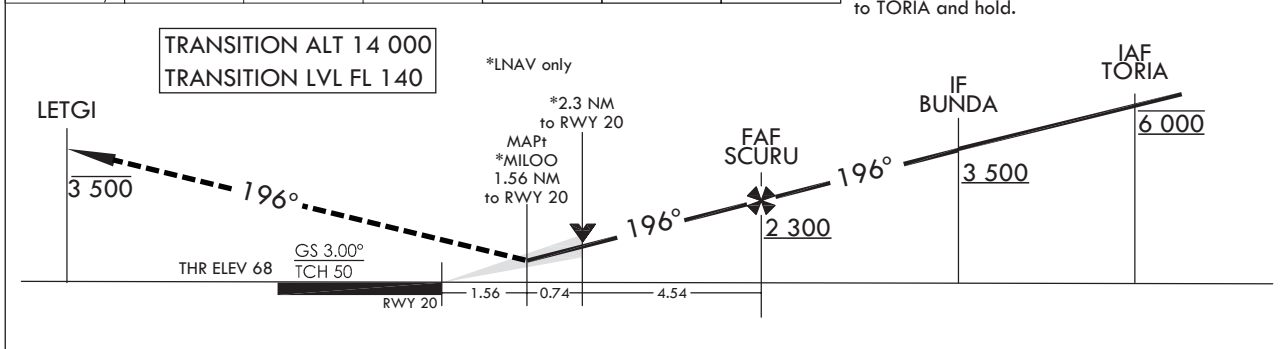 to TORIA and hold.
TRANSITION ALT 14 000
TRANSITION LVL FL 140
*LNAV only
IAF
TORIA
6 000
IF
BUNDA
3 500
LETGI
3 500
*2.3 NM
to RWY 20
MAPt
*MILOO
1.56 NM
to RWY 20
FAF
SCURU
2 300
196°
196°
196°
THR ELEV 68
GS 3.00°
TCH 50
RWY 20
1.56
0.74
4.54